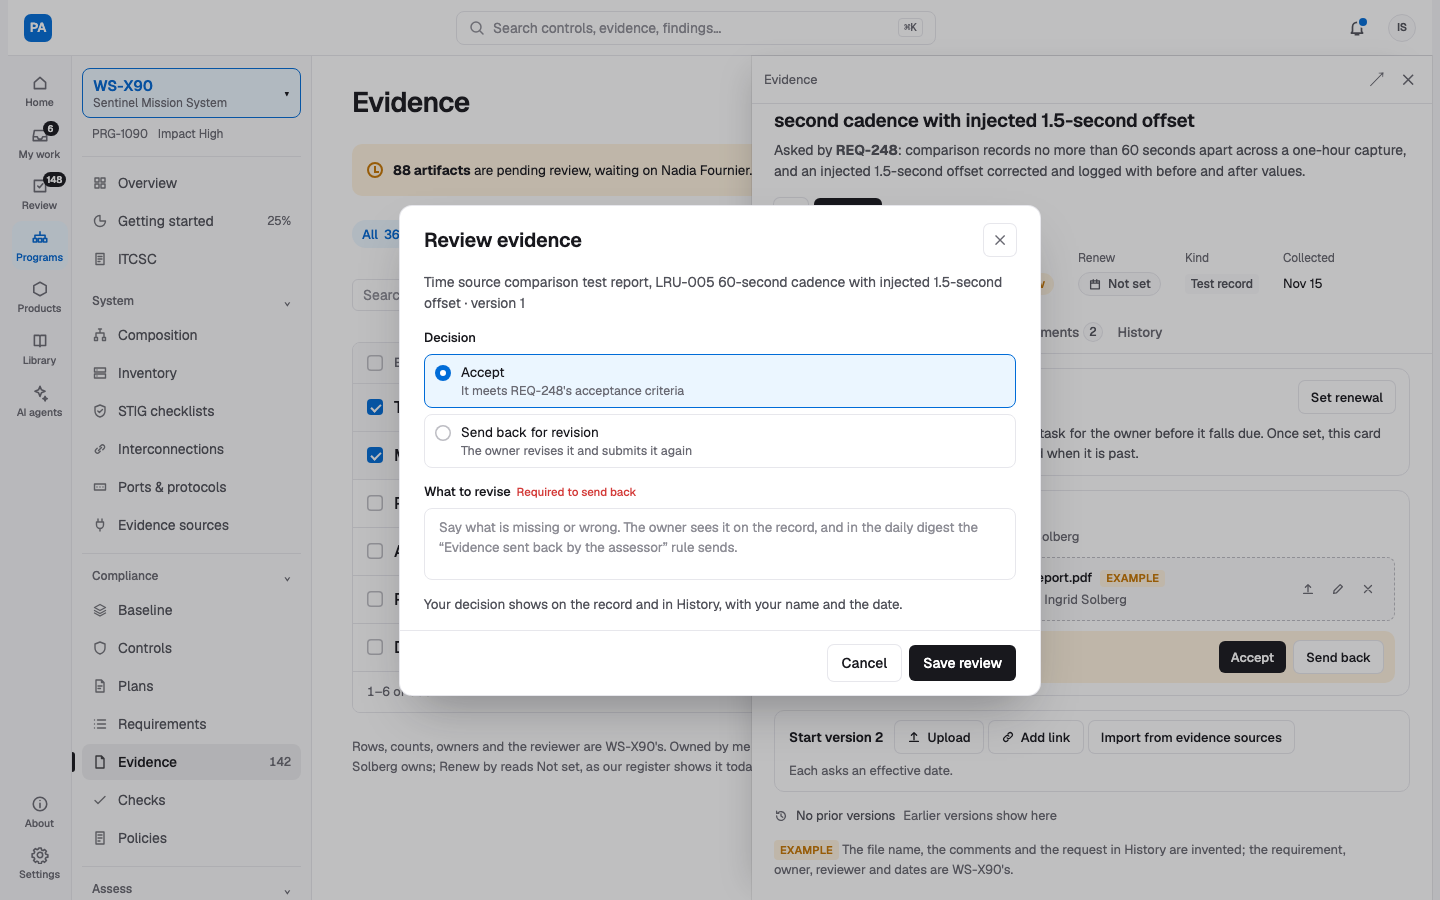 PA
Search controls, evidence, findings...
⌘K
IS
Home
6
My work
148
Review
Programs
Products
Library
AI agents
About
Settings
WS-X90
Sentinel Mission System
PRG-1090 Impact High
Overview
Getting started 25%
ITCSC
System
Composition
Inventory
STIG checklists
Interconnections
Ports & protocols
Evidence sources
Compliance
Baseline
Controls
Plans
Requirements
Evidence 142
Checks
Policies
Assess
Evidence
88 artifacts are pending review, waiting on Nadia Fournier.
All 36
Searc
1–6 of
Rows, counts, owners and the reviewer are WS-X90's. Owned by me
Solberg owns; Renew by reads Not set, as our register shows it toda
Evidence
second cadence with injected 1.5-second offset
Asked by REQ-248: comparison records no more than 60 seconds apart across a one-hour capture,
and an injected 1.5-second offset corrected and logged with before and after values.
Renew Kind Collected
Not set Test record Nov 15
ments 2 History
Set renewal
task for the owner before it falls due. Once set, this card
when it is past.
olberg
eport.pdf EXAMPLE
Ingrid Solberg
Accept Send back
Start version 2 Upload Add link Import from evidence sources
Each asks an effective date.
No prior versions Earlier versions show here
EXAMPLE The file name, the comments and the request in History are invented; the requirement,
owner, reviewer and dates are WS-X90's.
Review evidence
Time source comparison test report, LRU-005 60-second cadence with injected 1.5-second
offset · version 1
Decision
Accept
It meets REQ-248's acceptance criteria
Send back for revision
The owner revises it and submits it again
What to revise Required to send back
Say what is missing or wrong. The owner sees it on the record, and in the daily digest the
“Evidence sent back by the assessor” rule sends.
Your decision shows on the record and in History, with your name and the date.
Cancel Save review